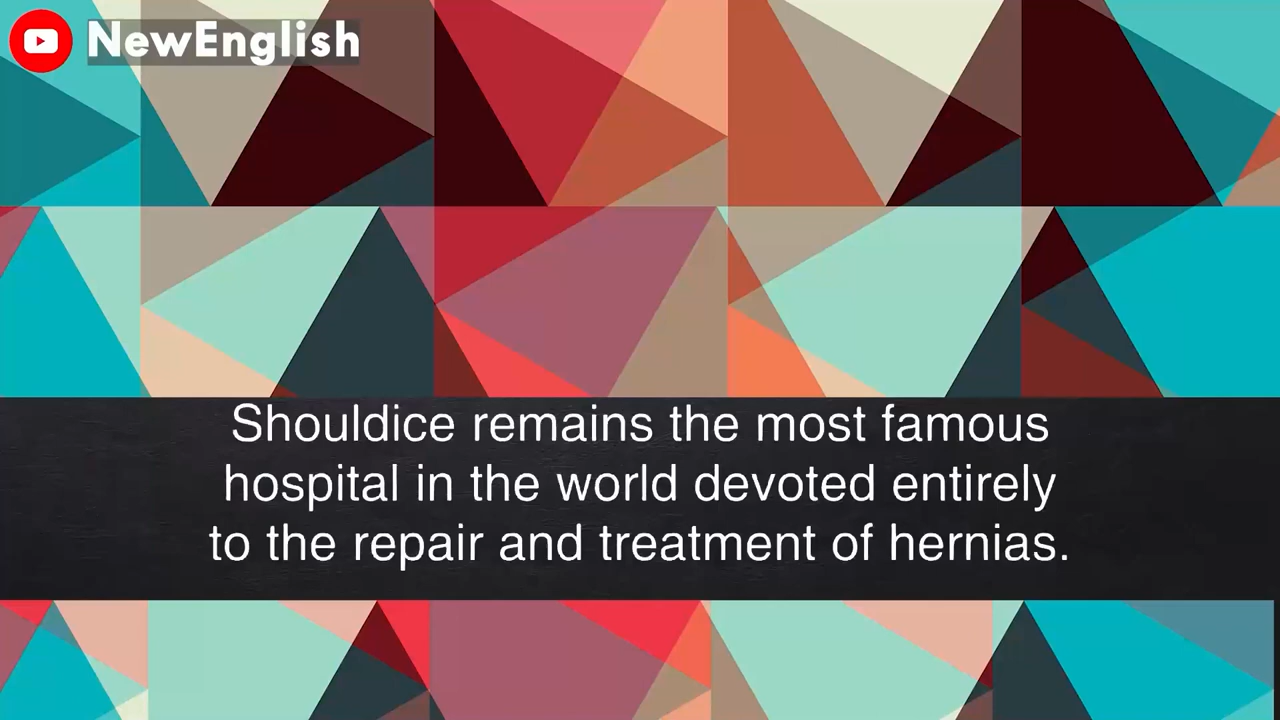 NewEnglish
Shouldice remains the most famous
hospital in the world devoted entirely
to the repair and treatment of hernias.